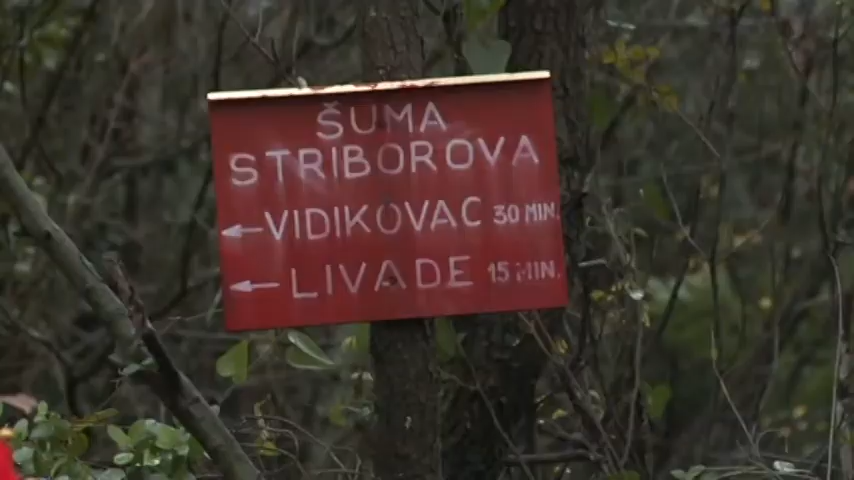 ŠUMA
STRIBOROVA
←VIDIKOVAC 30 MIN.
←LIVADE 15 MIN.